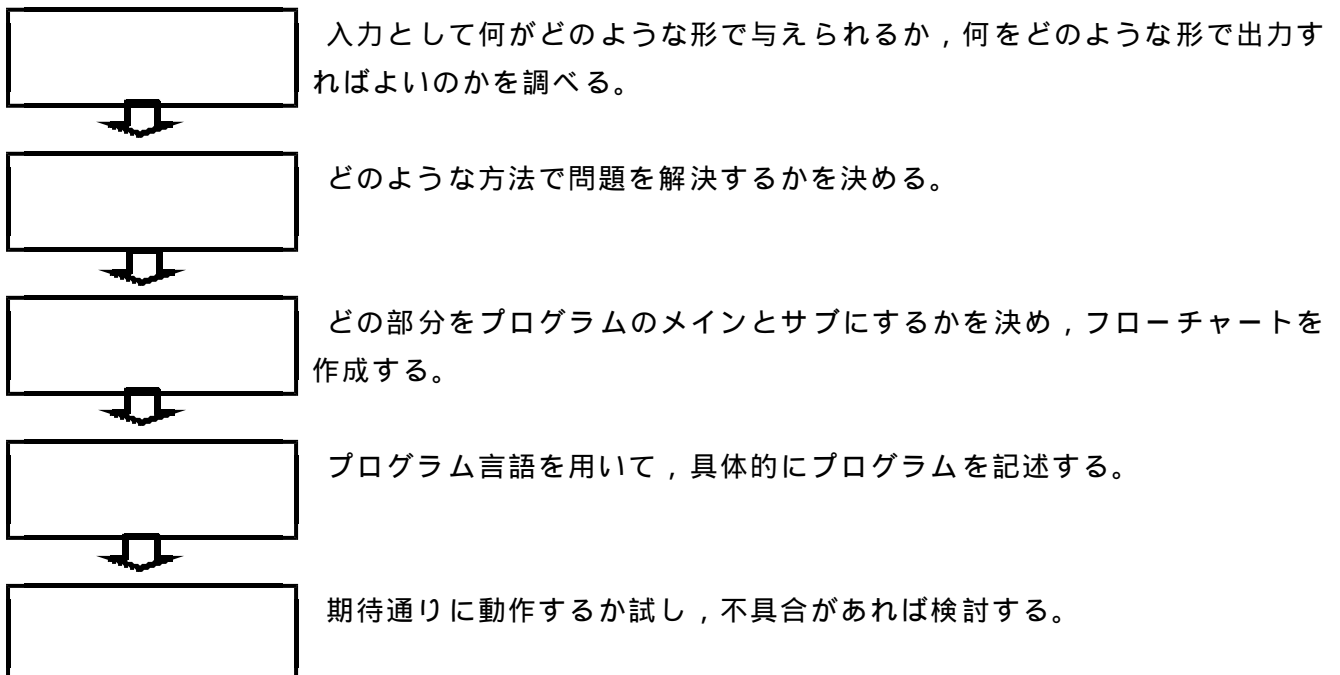 入力として何がどのような形で与えられるか，何をどのような形で出力す
ればよいのかを調べる。
どのような方法で問題を解決するかを決める。
どの部分をプログラムのメインとサブにするかを決め，フローチャートを
作成する。
プログラム言語を用いて，具体的にプログラムを記述する。
期待通りに動作するか試し，不具合があれば検討する。